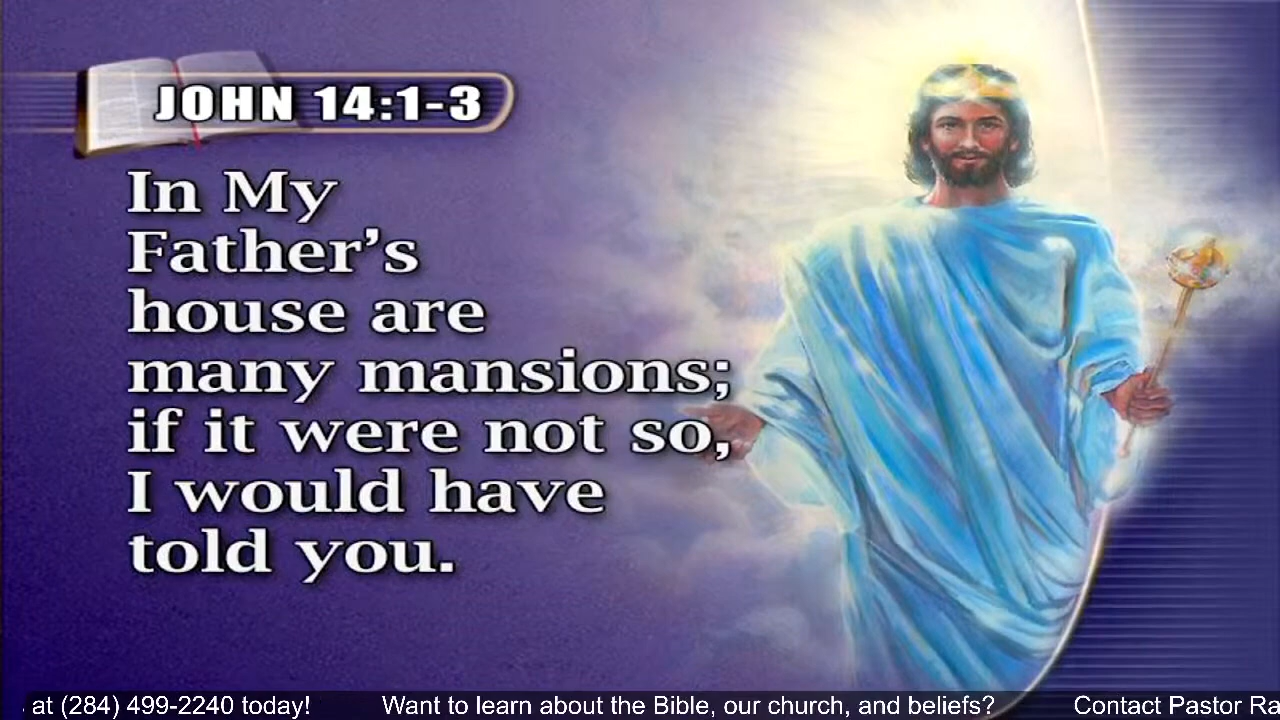 JOHN 14:1-3
In My
Father’s
house are
many mansions;
if it were not so,
I would have
told you.
at (284) 499-2240 today! Want to learn about the Bible, our church, and beliefs? Contact Pastor